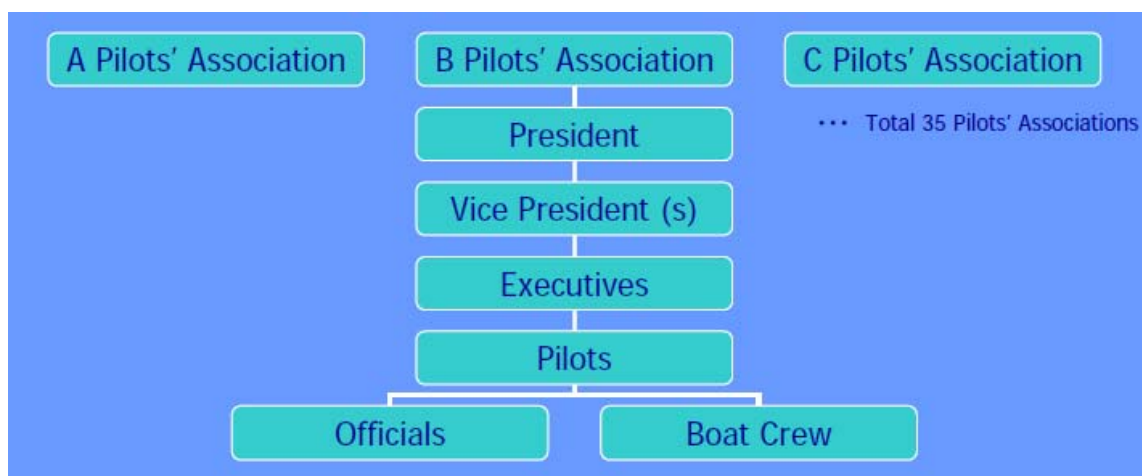 A Pilots' Association
B Pilots' Association
C Pilots' Association
··· Total 35 Pilots' Associations
President
Vice President (s)
Executives
Pilots
Officials
Boat Crew